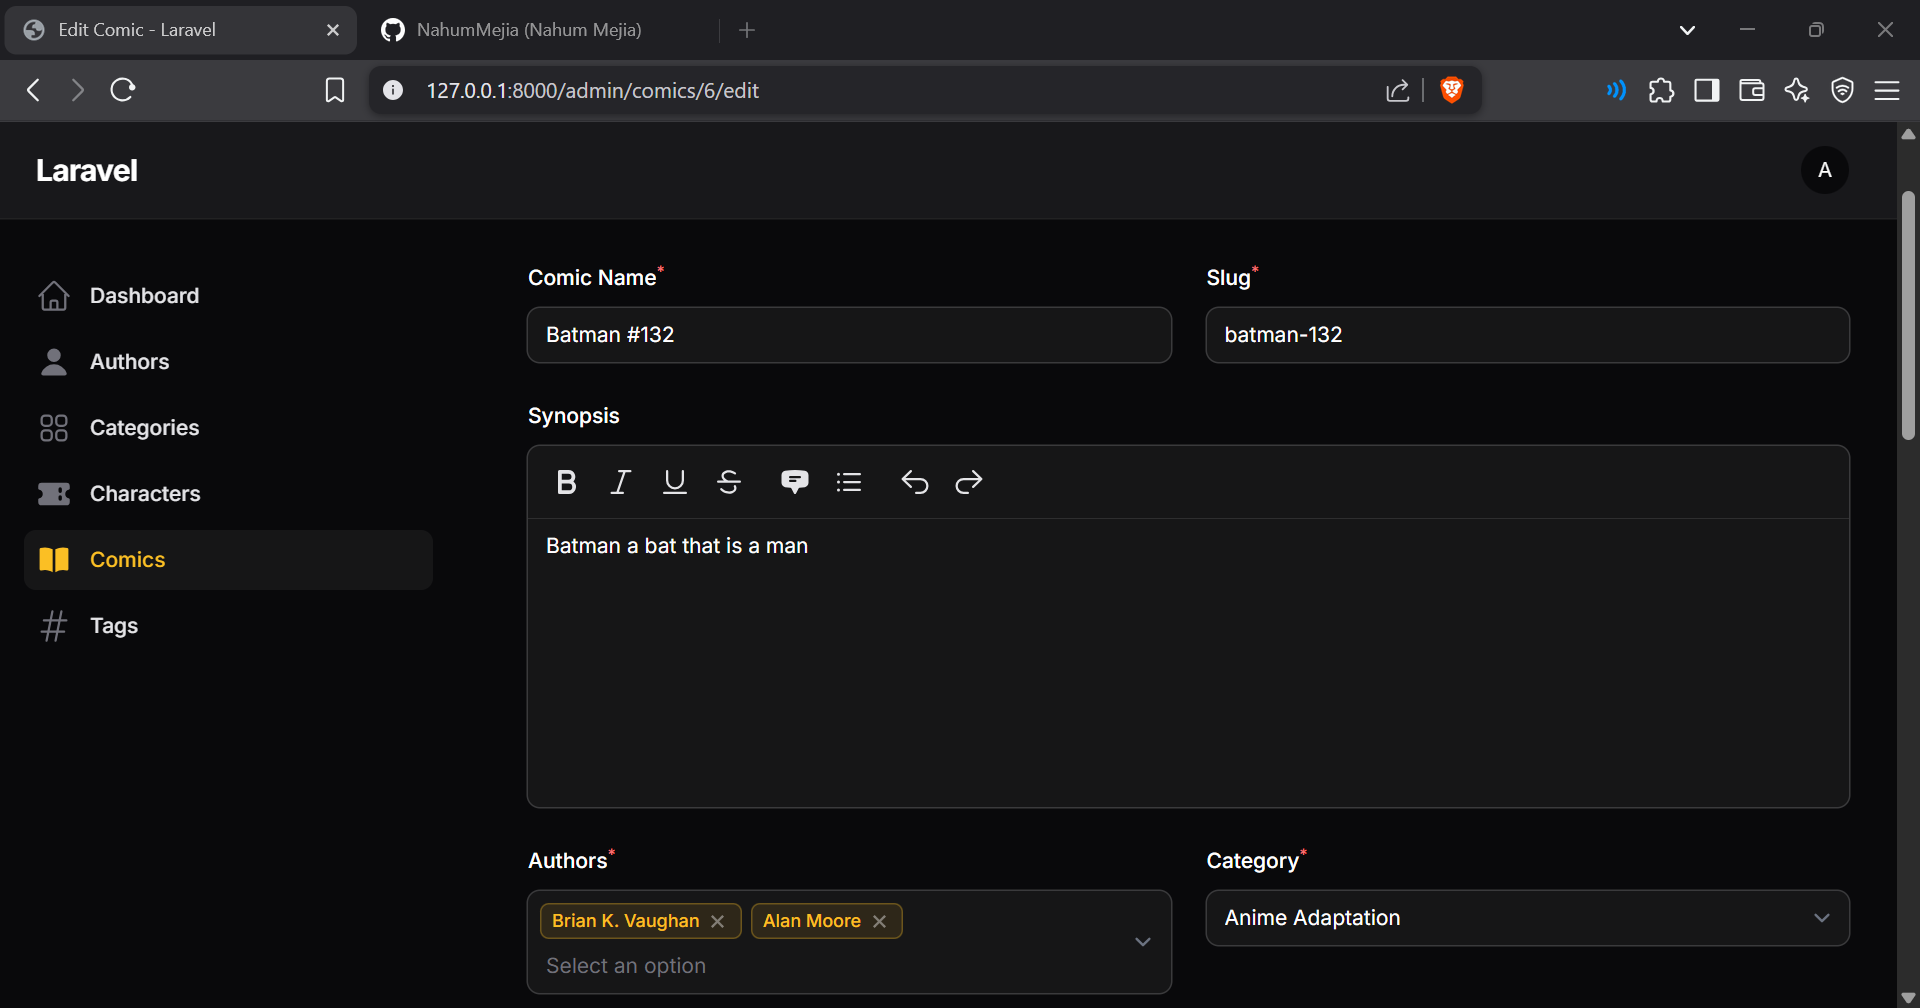 Edit Comic - Laravel
NahumMejia (Nahum Mejia)
127.0.0.1:8000/admin/comics/6/edit
Laravel
A
Dashboard
Authors
Categories
Characters
Comics
Tags
Comic Name*
Slug*
Batman #132
batman-132
Synopsis
B I U S
Batman a bat that is a man
Authors*
Category*
Brian K. Vaughan
Alan Moore
Select an option
Anime Adaptation